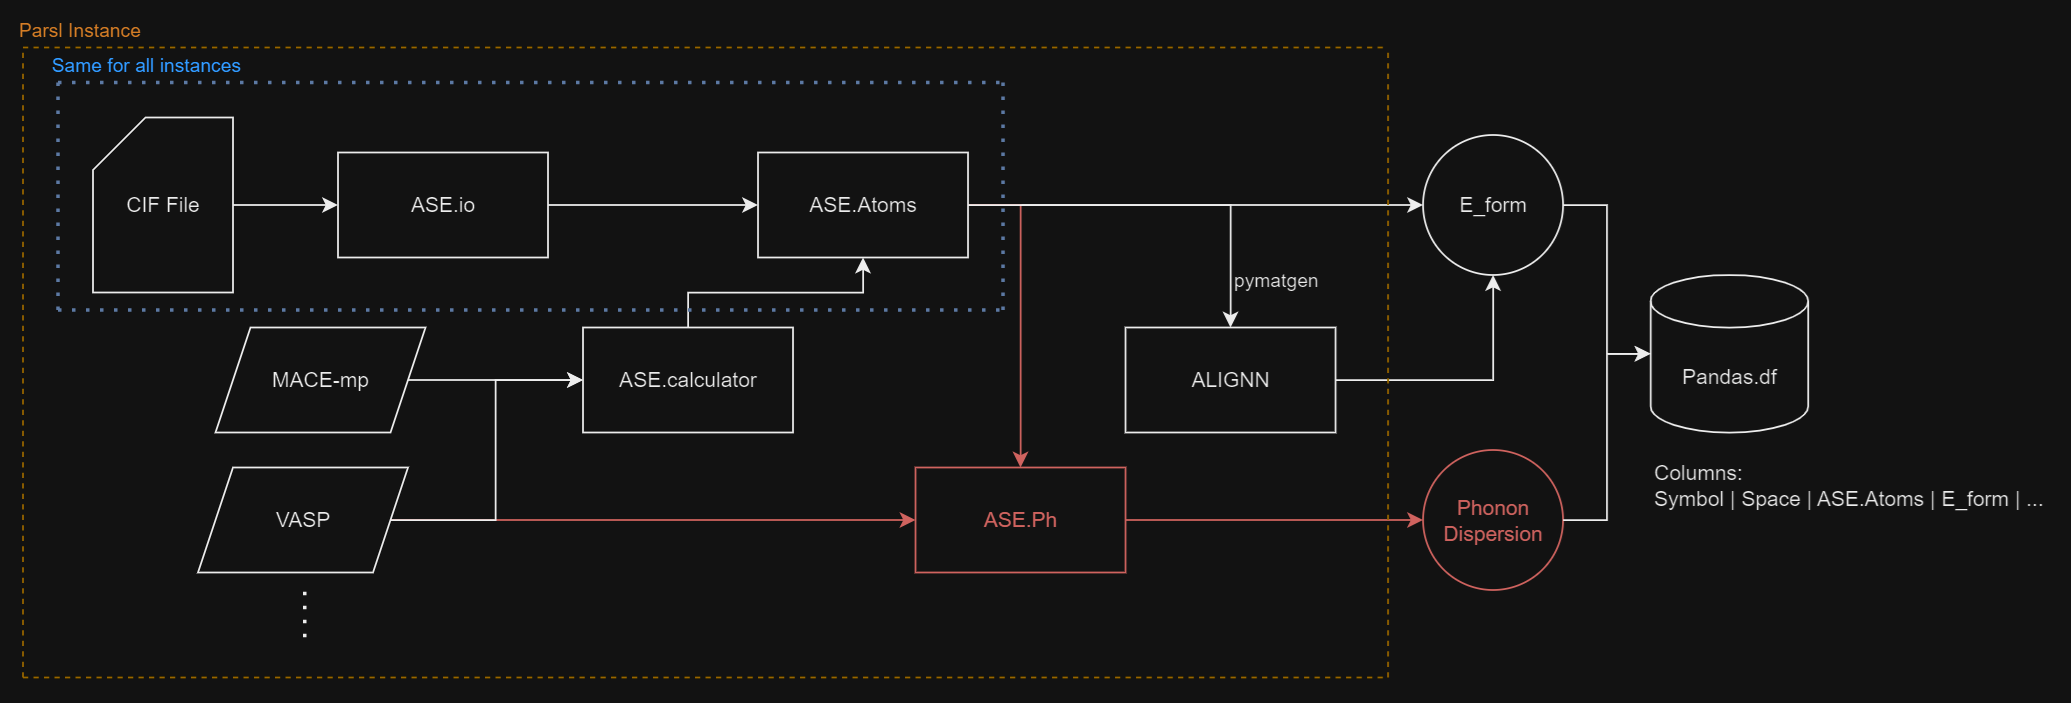 Parsl Instance
Same for all instances
CIF File
ASE.io
ASE.Atoms
E_form
pymatgen
MACE-mp
ASE.calculator
ALIGNN
Pandas.df
VASP
ASE.Ph
Phonon
Dispersion
Columns:
Symbol | Space | ASE.Atoms | E_form | ...